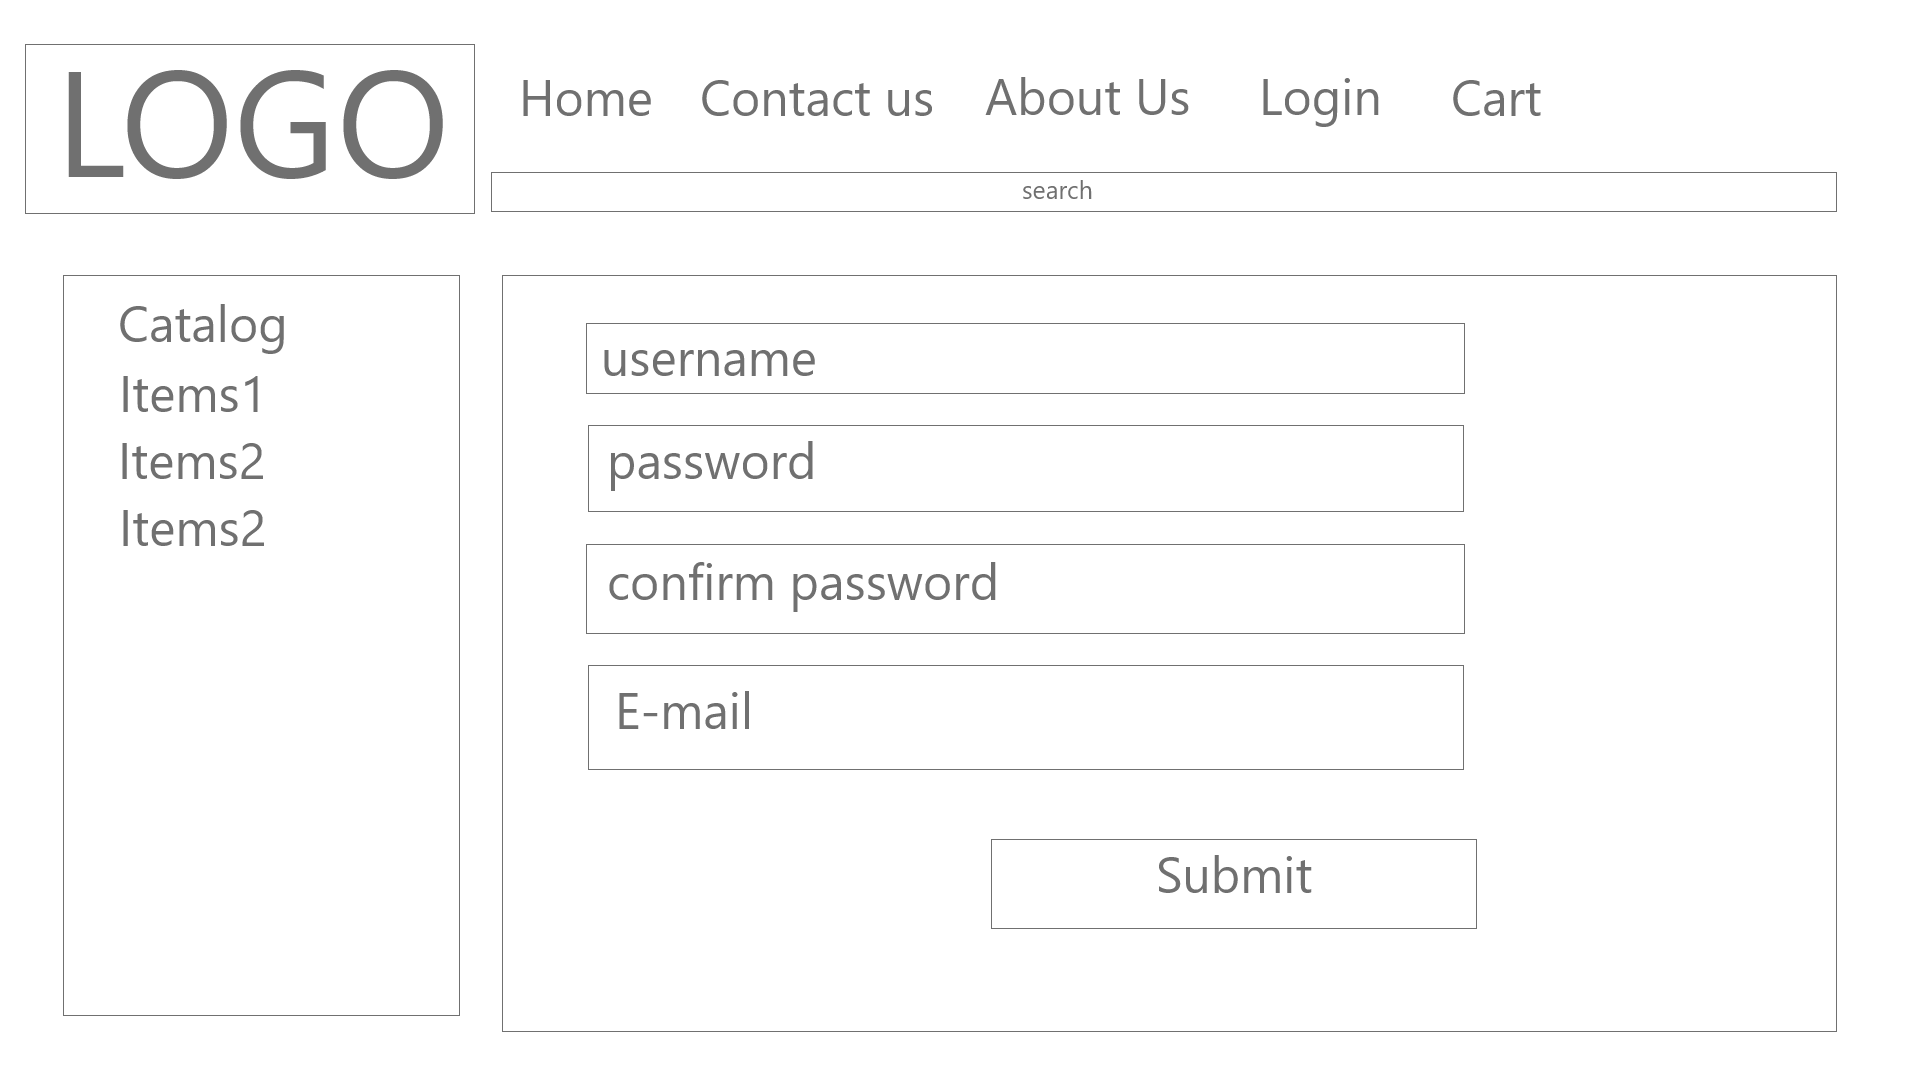 LOGO
Home Contact us About Us Login Cart
search
Catalog
Items1
Items2
Items2
username
password
confirm password
E-mail
Submit